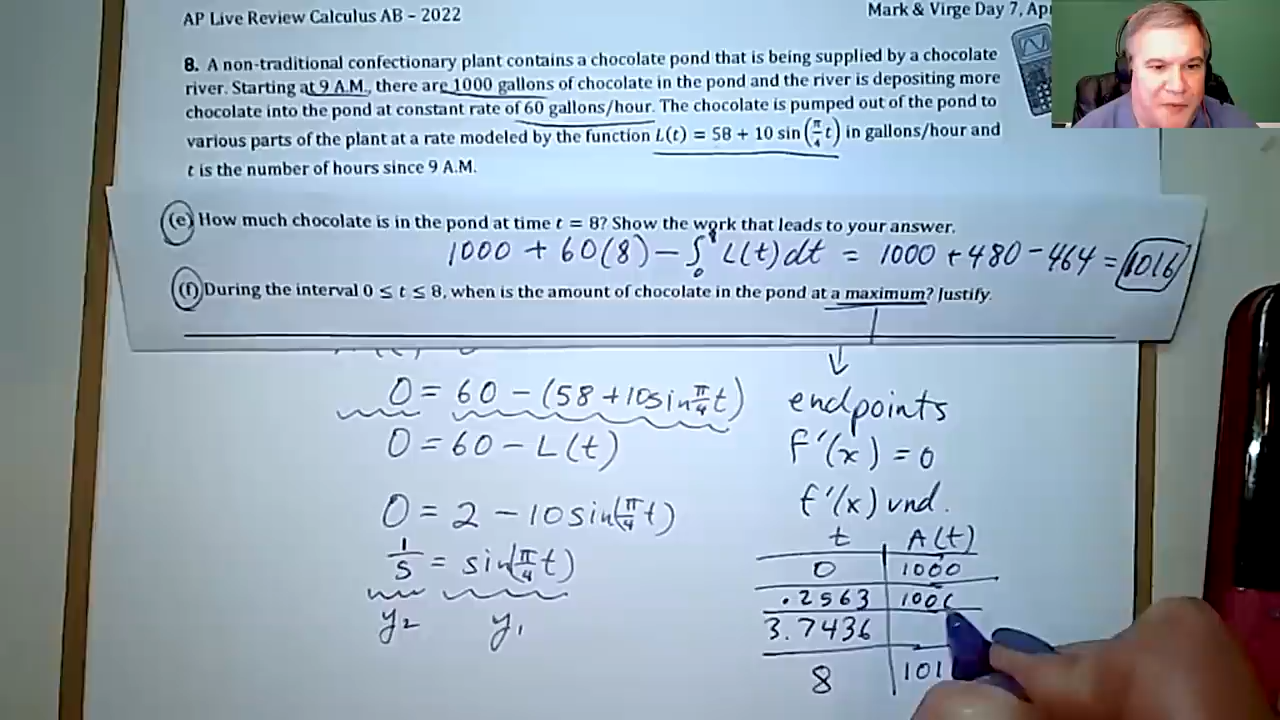 AP Live Review Calculus AB – 2022
Mark & Virge Day 7, Ap
8. A non-traditional confectionary plant contains a chocolate pond that is being supplied by a chocolate
river. Starting at 9 A.M., there are 1000 gallons of chocolate in the pond and the river is depositing more
chocolate into the pond at constant rate of 60 gallons/hour. The chocolate is pumped out of the pond to
various parts of the plant at a rate modeled by the function L(t) = 58 + 10 sin(π/4 t) in gallons/hour and
t is the number of hours since 9 A.M.
(e) How much chocolate is in the pond at time t = 8? Show the work that leads to your answer.
1000 + 60(8) − ∫₀⁸ L(t) dt = 1000 + 480 − 464 = 1016
(f) During the interval 0 ≤ t ≤ 8, when is the amount of chocolate in the pond at a maximum? Justify.
0 = 60 − (58 + 10 sin π/4 t)
0 = 60 − L(t)
0 = 2 − 10 sin(π/4 t)
1/5 = sin(π/4 t)
y₂ y₁
endpoints
f'(x) = 0
f'(x) und.
t A(t)
0 1000
.2563 100
3.7436
8 101